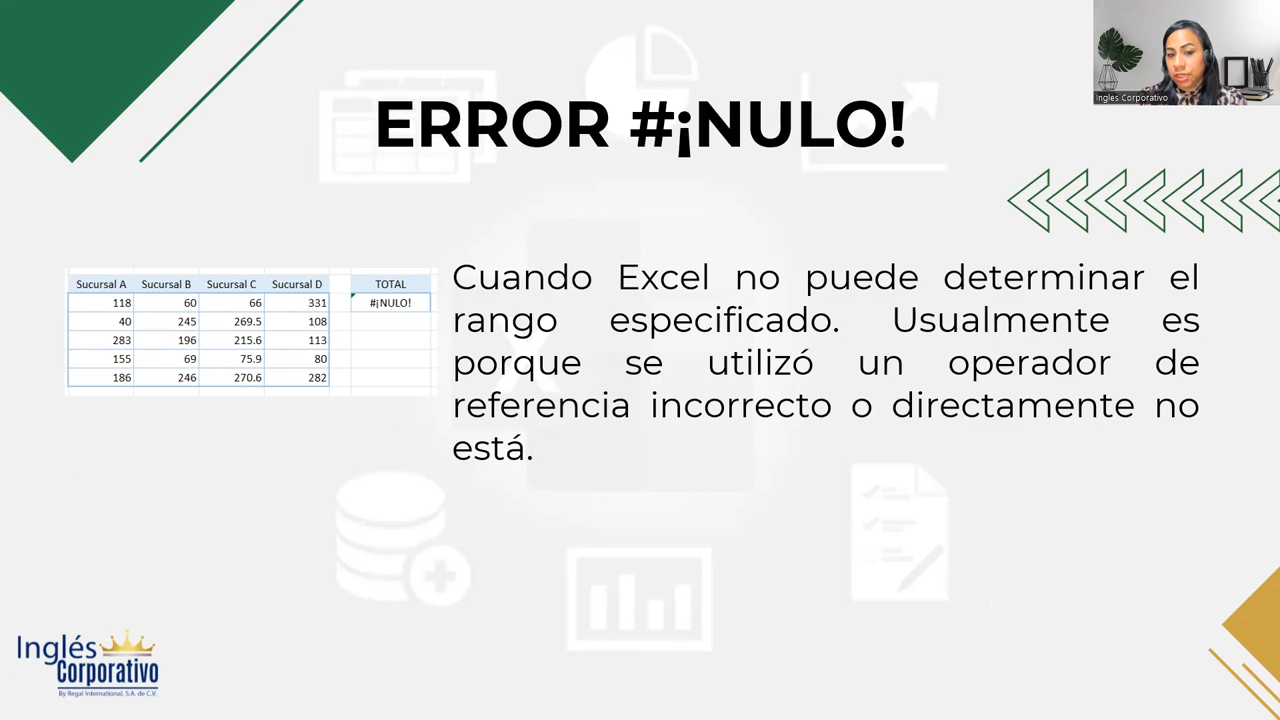 Ingles Corporativo
ERROR #¡NULO!
Sucursal A Sucursal B Sucursal C Sucursal D TOTAL
118 60 66 331 #¡NULO!
40 245 269.5 108
283 196 215.6 113
155 69 75.9 80
186 246 270.6 282
Cuando Excel no puede determinar el
rango especificado. Usualmente es
porque se utilizó un operador de
referencia incorrecto o directamente no
está.
Inglés
Corporativo
By Regal International, S.A. de C.V.